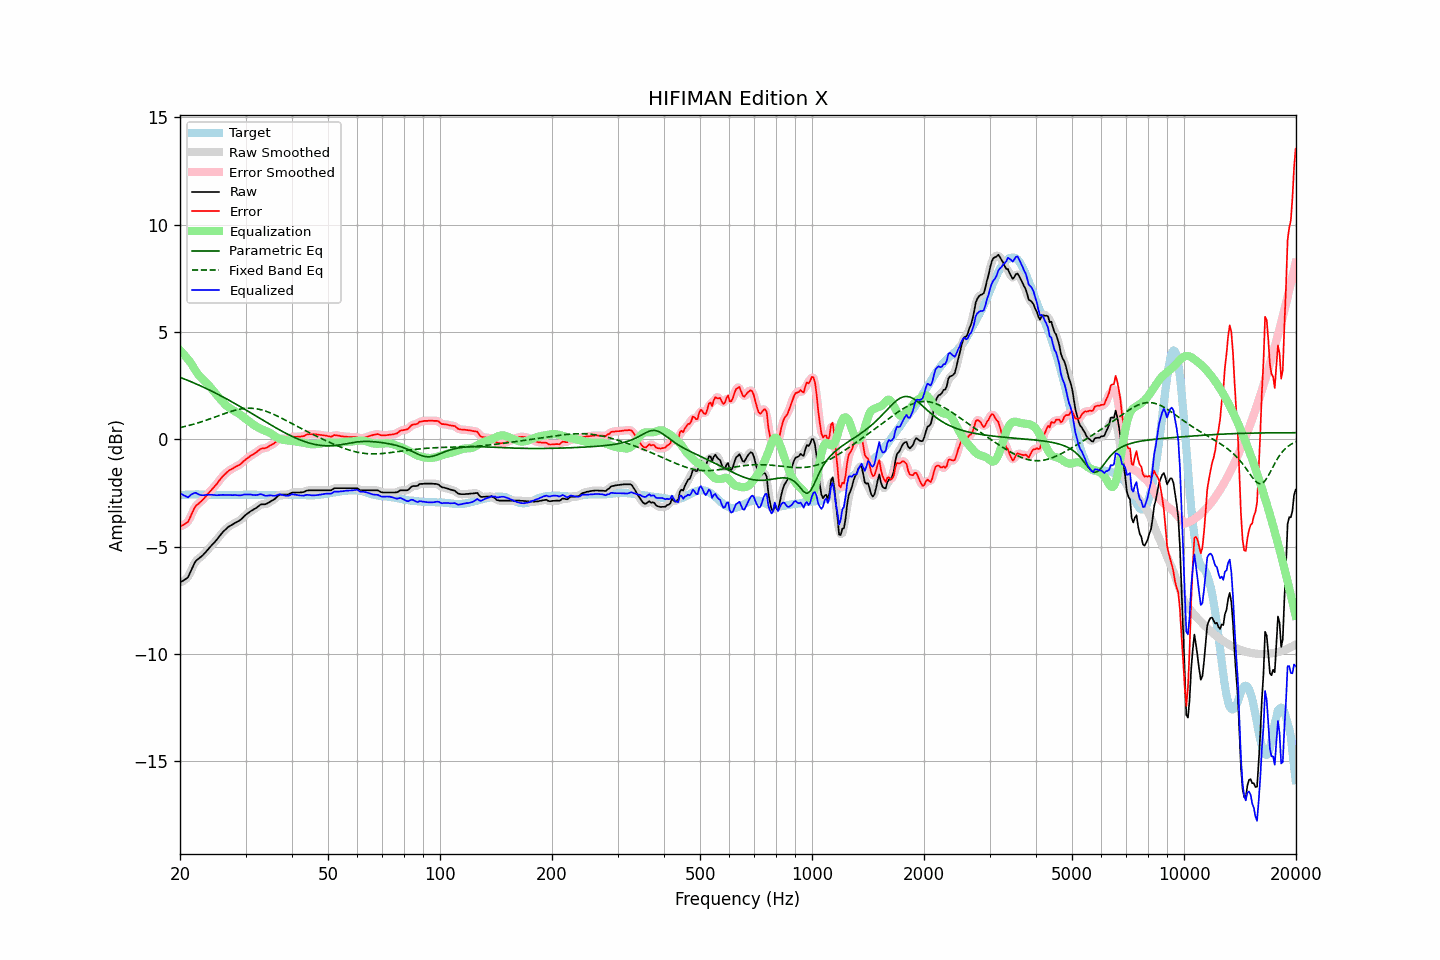 HIFIMAN Edition X
15
10
5
0
−5
−10
−15
Amplitude (dBr)
Target
Raw Smoothed
Error Smoothed
Raw
Error
Equalization
Parametric Eq
Fixed Band Eq
Equalized
20 50 100 200 500 1000 2000 5000 10000 20000
Frequency (Hz)